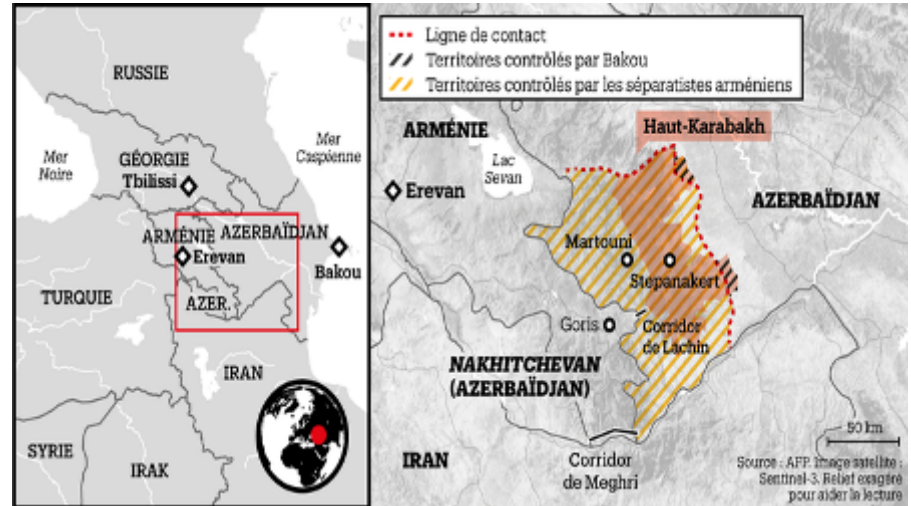 RUSSIE
Mer
Noire
GÉORGIE
Tbilissi
Mer
Caspienne
ARMÉNIE
Erevan
AZERBAÏDJAN
Bakou
AZER.
TURQUIE
IRAN
SYRIE
IRAK
Ligne de contact
Territoires contrôlés par Bakou
Territoires contrôlés par les séparatistes arméniens
ARMÉNIE
Lac
Sevan
Erevan
Haut-Karabakh
AZERBAÏDJAN
Martouni
Stepanakert
Goris
Corridor
de Lachin
NAKHITCHEVAN
(AZERBAÏDJAN)
IRAN
Corridor
de Meghri
50 km
Source : AFP. Image satellite :
Sentinel-3. Relief exagéré
pour aider la lecture